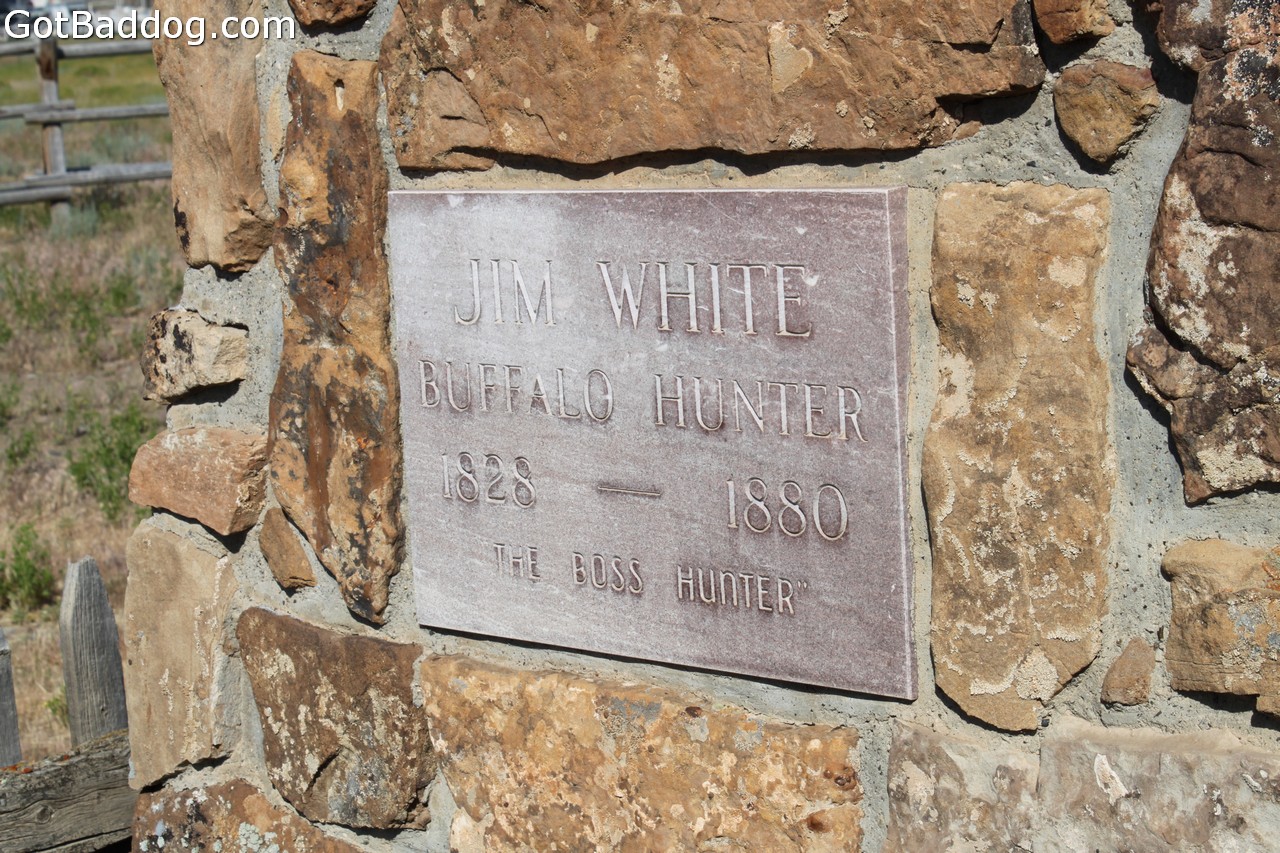 GotBaddog.com
JIM WHITE
BUFFALO HUNTER
1828 — 1880
"THE BOSS HUNTER"